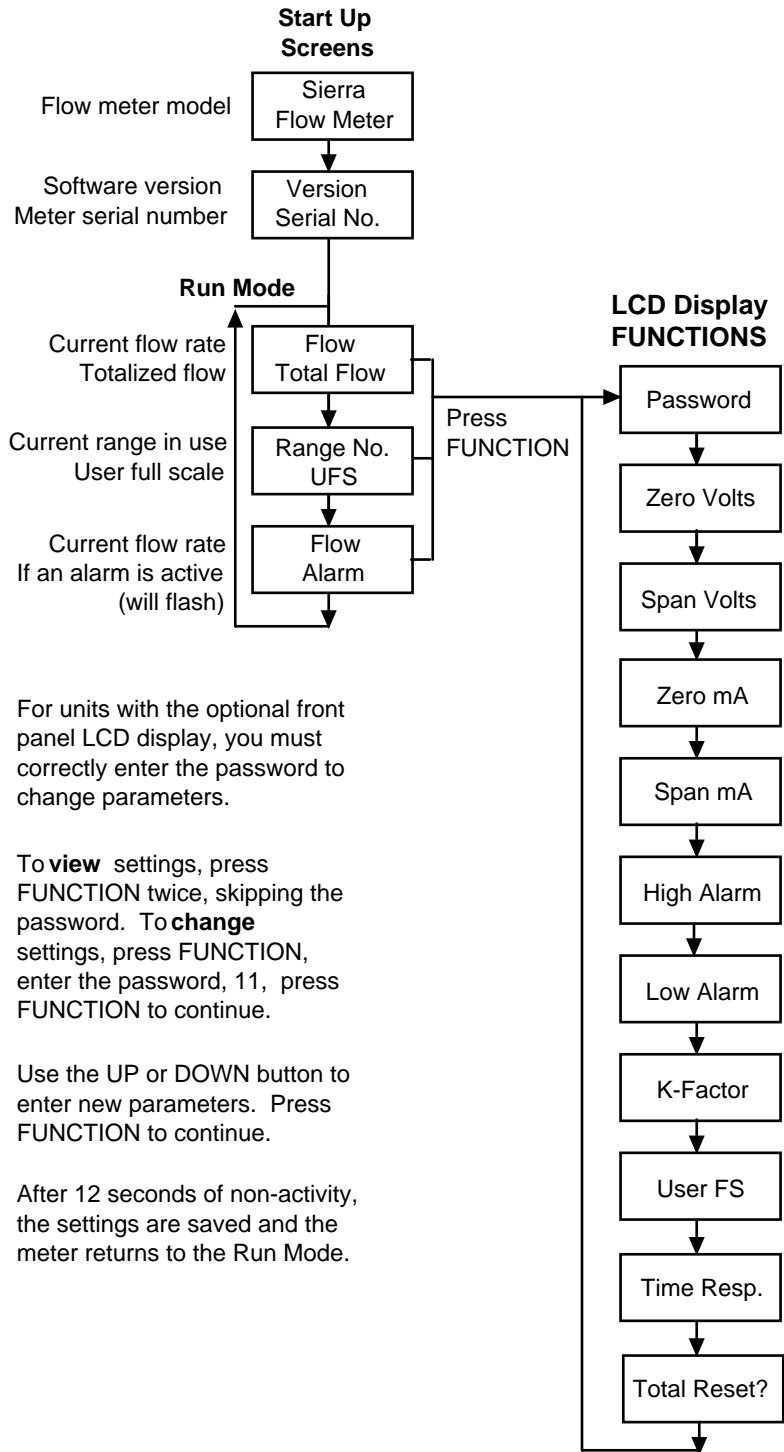 Start Up
Screens
Flow meter model
Sierra
Flow Meter
Software version
Meter serial number
Version
Serial No.
Run Mode
Current flow rate
Totalized flow
Flow
Total Flow
Current range in use
User full scale
Range No.
UFS
Current flow rate
If an alarm is active
(will flash)
Flow
Alarm
Press
FUNCTION
For units with the optional front
panel LCD display, you must
correctly enter the password to
change parameters.
To view settings, press
FUNCTION twice, skipping the
password. To change
settings, press FUNCTION,
enter the password, 11, press
FUNCTION to continue.
Use the UP or DOWN button to
enter new parameters. Press
FUNCTION to continue.
After 12 seconds of non-activity,
the settings are saved and the
meter returns to the Run Mode.
LCD Display
FUNCTIONS
Password
Zero Volts
Span Volts
Zero mA
Span mA
High Alarm
Low Alarm
K-Factor
User FS
Time Resp.
Total Reset?